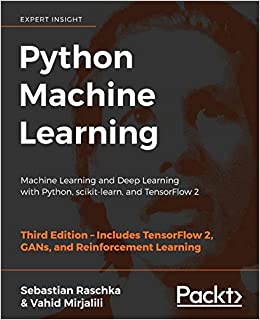 EXPERT INSIGHT
Python
Machine
Learning
Machine Learning and Deep Learning
with Python, scikit-learn, and TensorFlow 2
Third Edition – Includes TensorFlow 2,
GANs, and Reinforcement Learning
Sebastian Raschka
& Vahid Mirjalili
Packt>